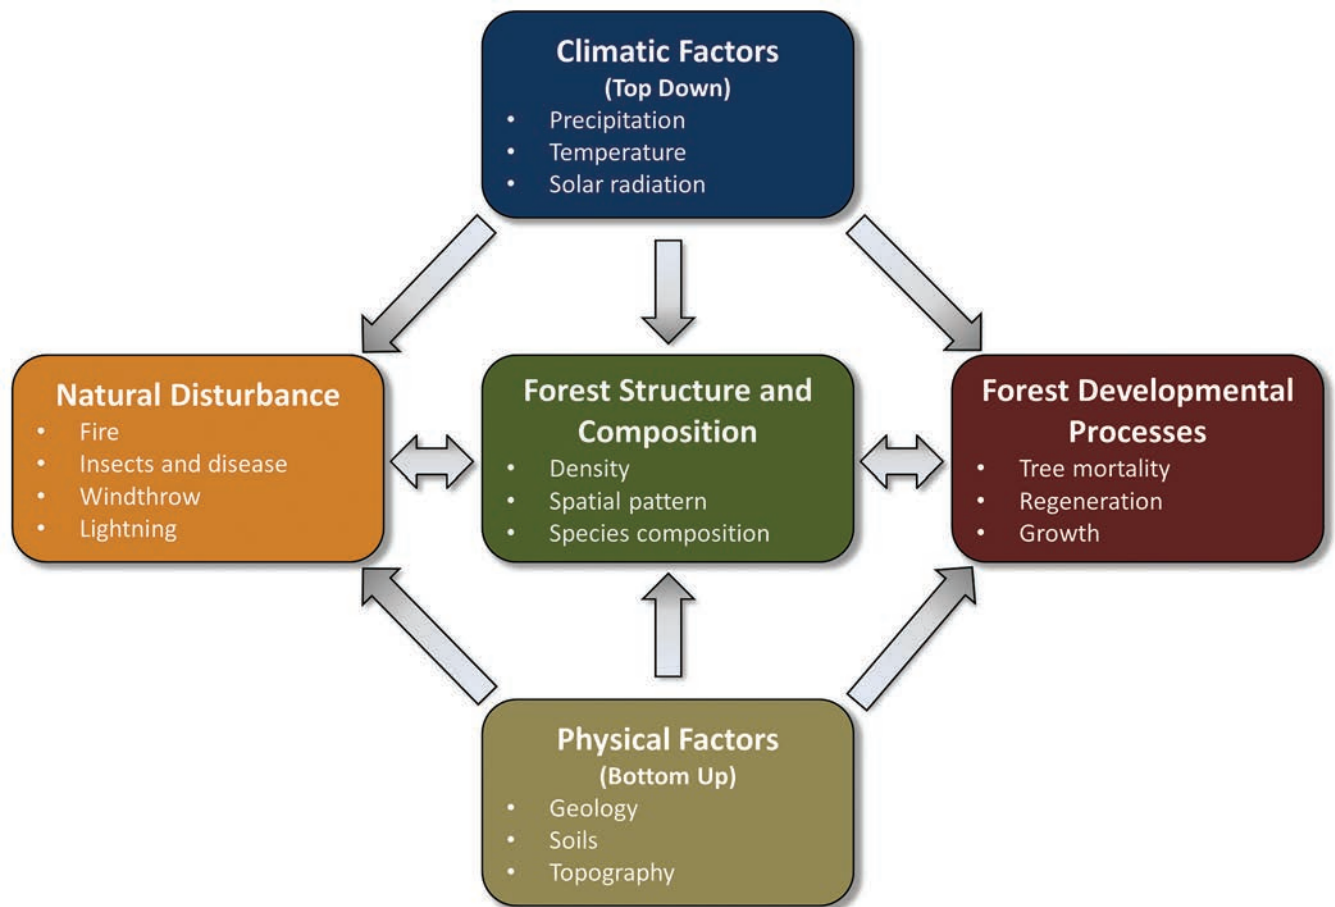 Climatic Factors
(Top Down)
• Precipitation
• Temperature
• Solar radiation
Natural Disturbance
• Fire
• Insects and disease
• Windthrow
• Lightning
Forest Structure and
Composition
• Density
• Spatial pattern
• Species composition
Forest Developmental
Processes
• Tree mortality
• Regeneration
• Growth
Physical Factors
(Bottom Up)
• Geology
• Soils
• Topography